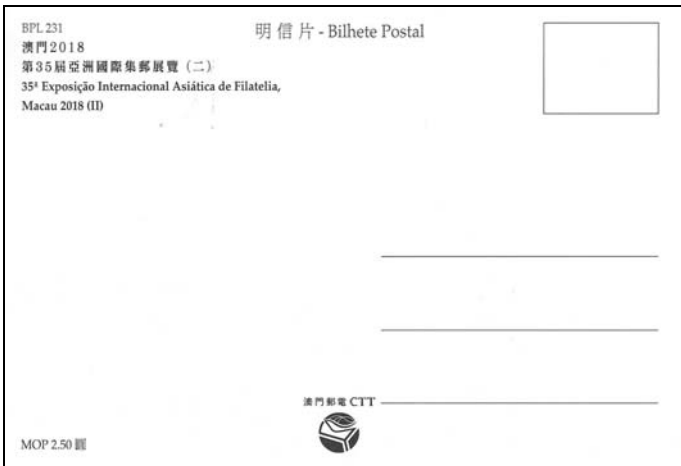 BPL 231
明信片 - Bilhete Postal
澳門2018
第35屆亞洲國際集郵展覽（二）
35ª Exposição Internacional Asiática de Filatelia,
Macau 2018 (II)
澳門郵電 CTT
MOP 2.50 圓